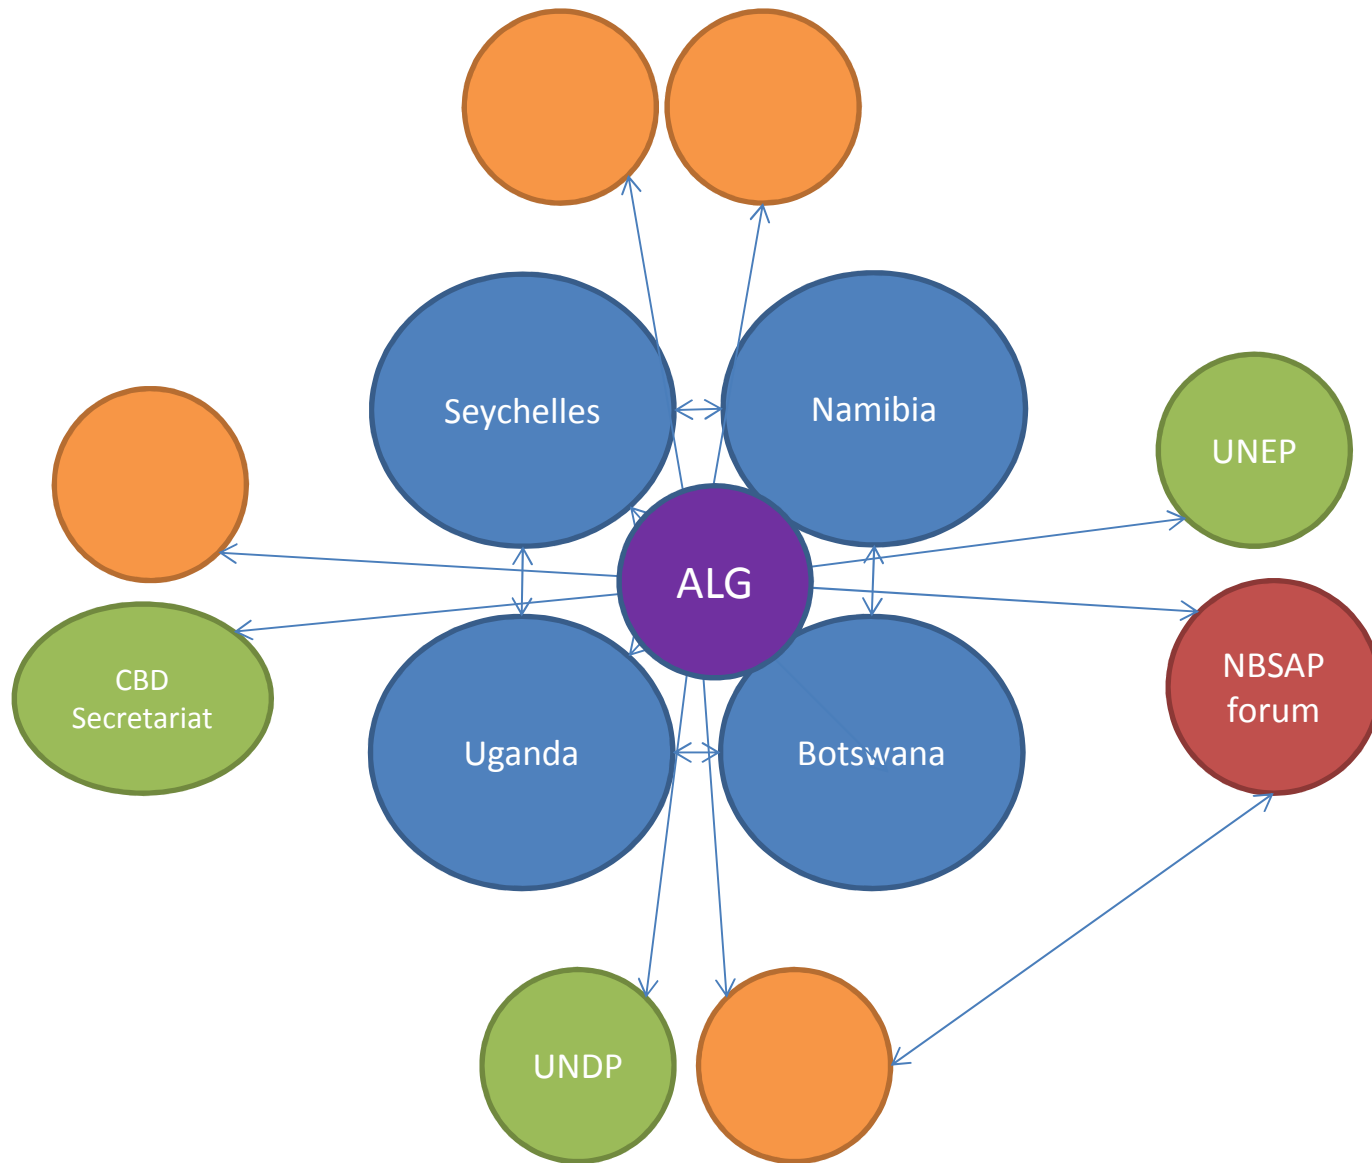 Seychelles
Namibia
UNEP
ALG
CBD
Secretariat
NBSAP
forum
Uganda
Botswana
UNDP